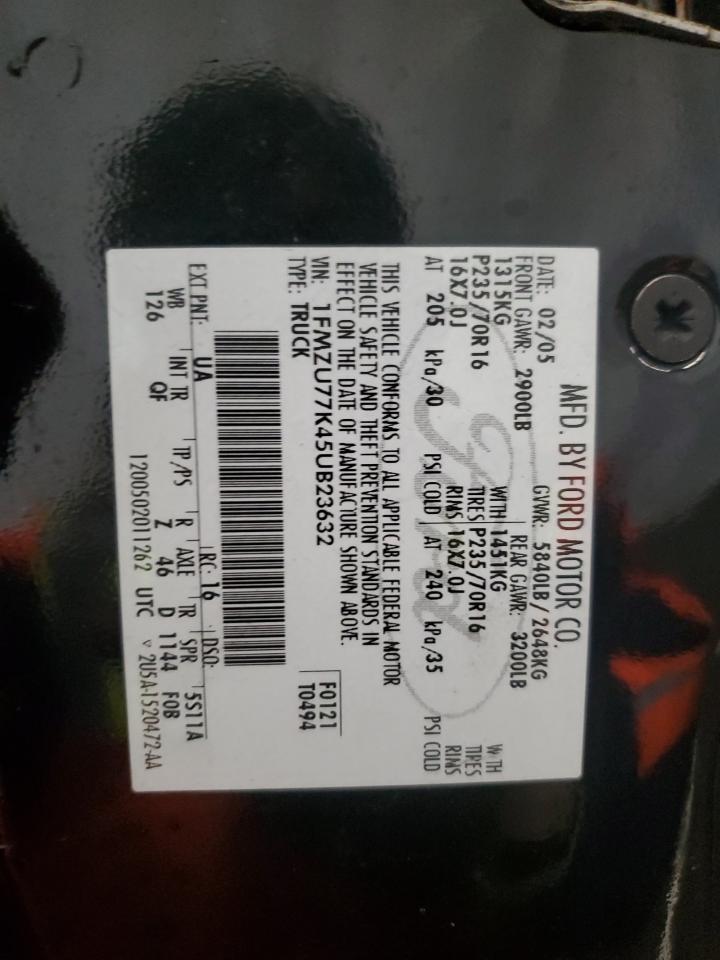 MFD. BY FORD MOTOR CO.
DATE: 02/05 GVWR: 5840LB/2648KG
FRONT GAWR: 2900LB REAR GAWR: 3200LB
1315KG WITH 1451KG WITH
P235/70R16 TIRES P235/70R16 TIRES
16X7.0J RIMS 16X7.0J RIMS
AT 205 kPa/30 PSI COLD AT 240 kPa/35 PSI COLD
Ford
THIS VEHICLE CONFORMS TO ALL APPLICABLE FEDERAL MOTOR
VEHICLE SAFETY AND THEFT PREVENTION STANDARDS IN
EFFECT ON THE DATE OF MANUFACTURE SHOWN ABOVE.
VIN: 1FMZU77K45UB23632 F0121
TYPE: TRUCK T0494
EXT PNT: UA RC: 16 DSO:
WB INT TR TP/PS R AXLE TR SPR 5S11A
126 QF Z 46 D 1144 F0B
1200502011262 UTC ▽ 2U5A-1520472-AA